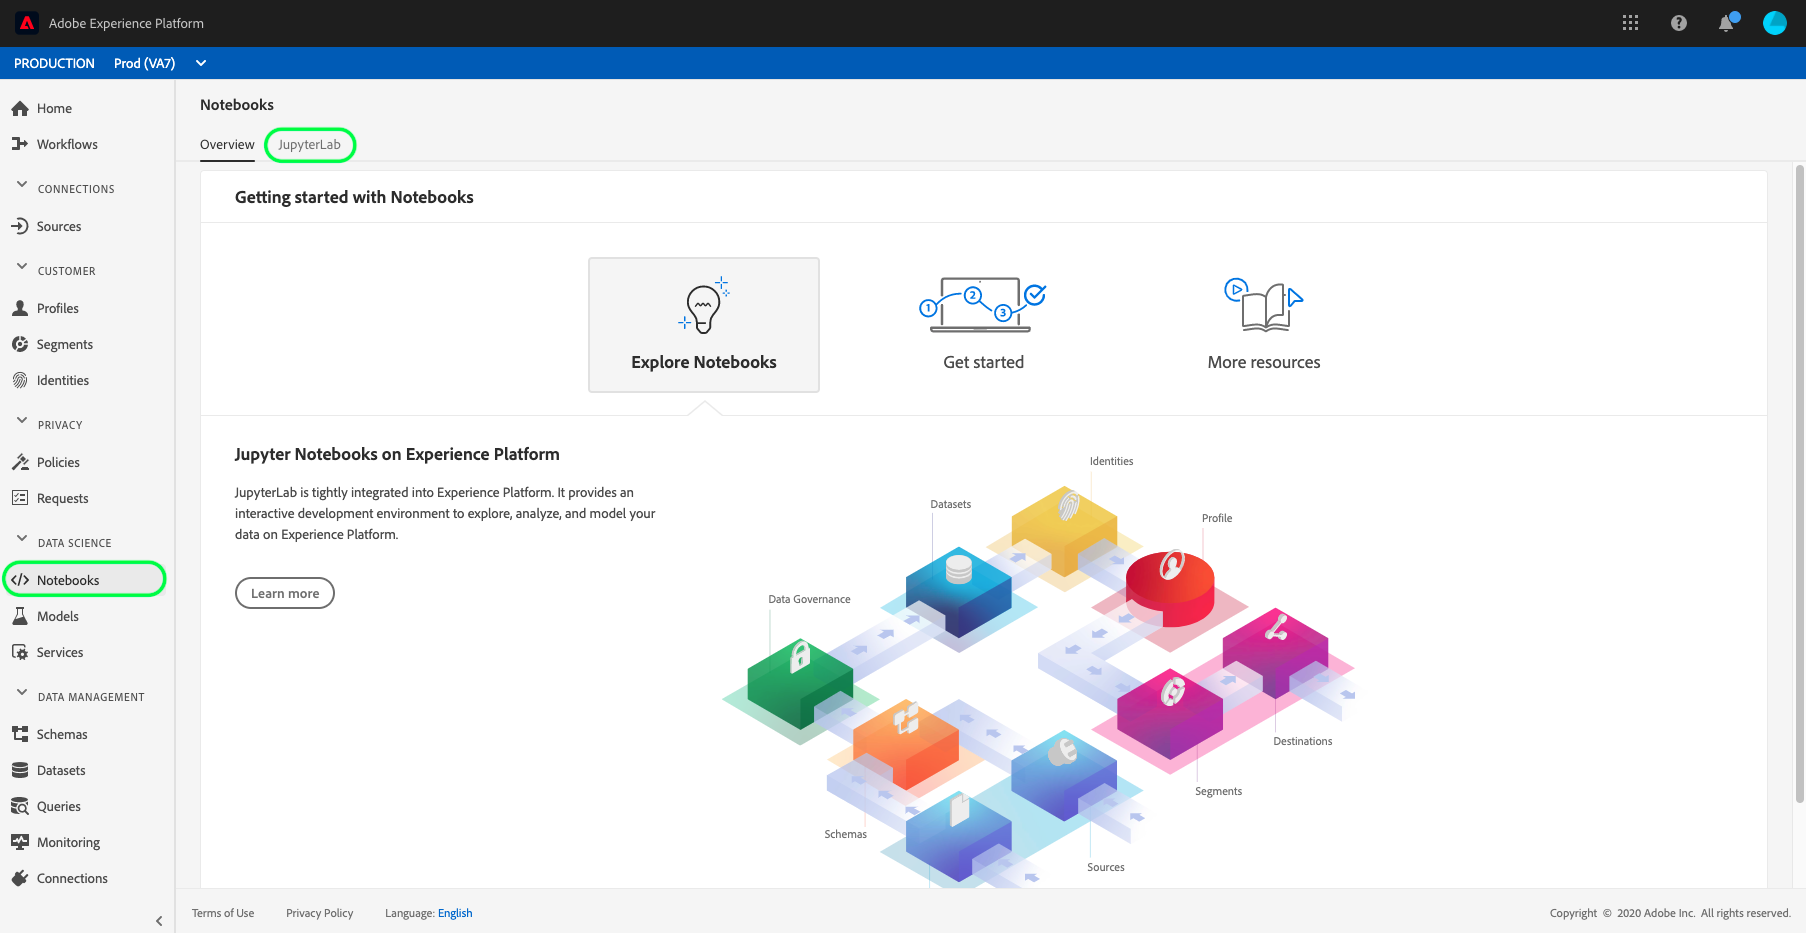 Adobe Experience Platform
PRODUCTION Prod (VA7)
Home
Workflows
CONNECTIONS
Sources
CUSTOMER
Profiles
Segments
Identities
PRIVACY
Policies
Requests
DATA SCIENCE
Notebooks
Models
Services
DATA MANAGEMENT
Schemas
Datasets
Queries
Monitoring
Connections
Notebooks
Overview JupyterLab
Getting started with Notebooks
Explore Notebooks
1 2 3
Get started
More resources
Jupyter Notebooks on Experience Platform
JupyterLab is tightly integrated into Experience Platform. It provides an
interactive development environment to explore, analyze, and model your
data on Experience Platform.
Learn more
Identities
Datasets
Profile
Data Governance
Destinations
Segments
Schemas
Sources
Terms of Use Privacy Policy Language: English
Copyright © 2020 Adobe Inc. All rights reserved.